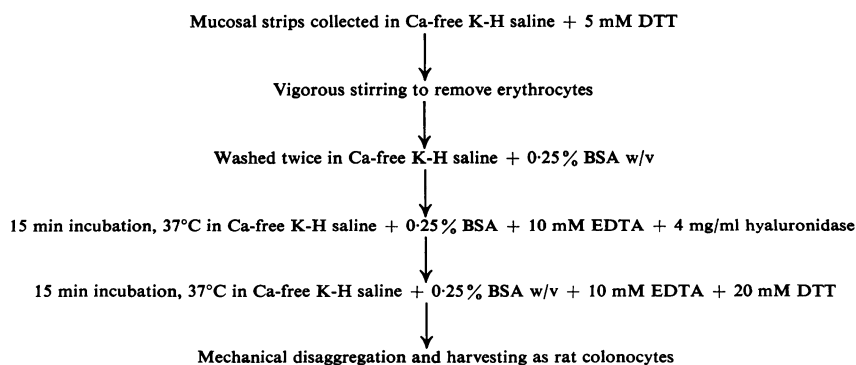 Mucosal strips collected in Ca-free K-H saline + 5 mM DTT
Vigorous stirring to remove erythrocytes
Washed twice in Ca-free K-H saline + 0·25% BSA w/v
15 min incubation, 37°C in Ca-free K-H saline + 0·25% BSA + 10 mM EDTA + 4 mg/ml hyaluronidase
15 min incubation, 37°C in Ca-free K-H saline + 0·25% BSA w/v + 10 mM EDTA + 20 mM DTT
Mechanical disaggregation and harvesting as rat colonocytes